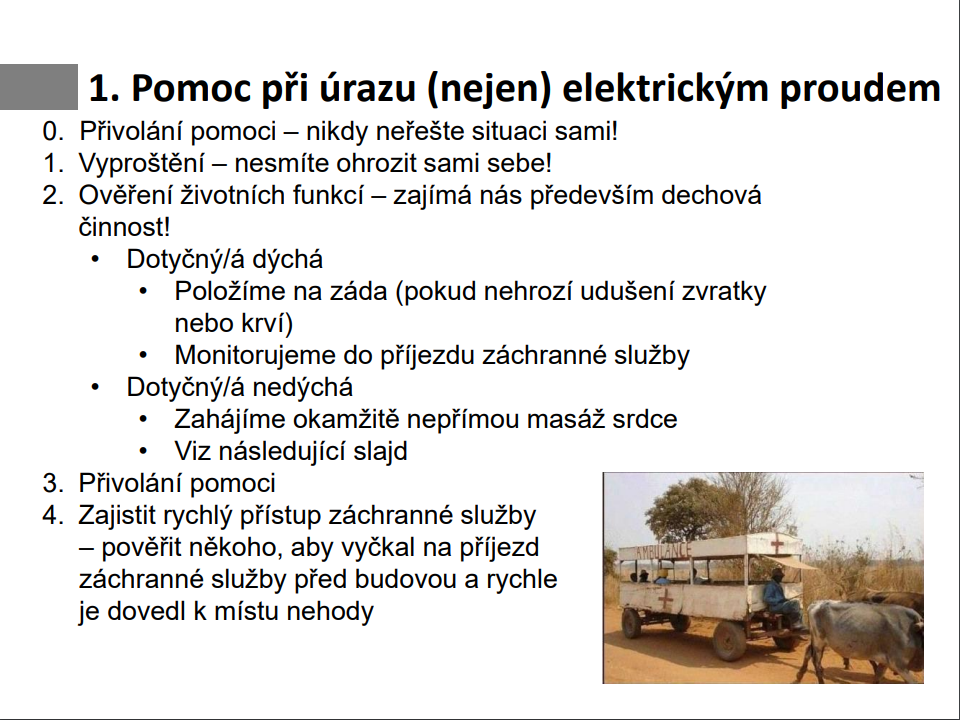 1. Pomoc při úrazu (nejen) elektrickým proudem
0. Přivolání pomoci – nikdy neřešte situaci sami!
1. Vyproštění – nesmíte ohrozit sami sebe!
2. Ověření životních funkcí – zajímá nás především dechová
činnost!
• Dotyčný/á dýchá
• Položíme na záda (pokud nehrozí udušení zvratky
nebo krví)
• Monitorujeme do příjezdu záchranné služby
• Dotyčný/á nedýchá
• Zahájíme okamžitě nepřímou masáž srdce
• Viz následující slajd
3. Přivolání pomoci
4. Zajistit rychlý přístup záchranné služby
– pověřit někoho, aby vyčkal na příjezd
záchranné služby před budovou a rychle
je dovedl k místu nehody
AMBULANCE